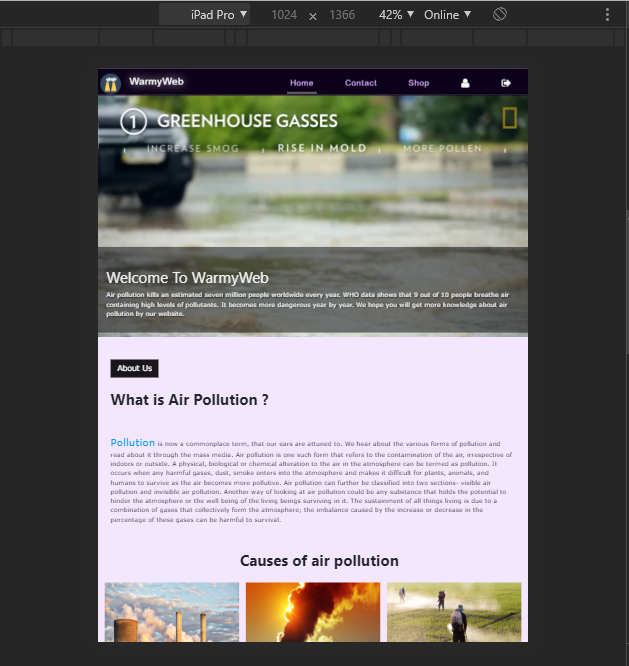 iPad Pro ▼ 1024 × 1366 42% ▼ Online ▼
WarmyWeb Home Contact Shop
1 GREENHOUSE GASSES
INCREASE SMOG , RISE IN MOLD , MORE POLLEN ,
Welcome To WarmyWeb
Air pollution kills an estimated seven million people worldwide every year. WHO data shows that 9 out of 10 people breathe air
containing high levels of pollutants. It becomes more dangerous year by year. We hope you will get more knowledge about air
pollution by our website.
About Us
What is Air Pollution ?
Pollution is now a commonplace term, that our ears are attuned to. We hear about the various forms of pollution and
read about it through the mass media. Air pollution is one such form that refers to the contamination of the air, irrespective of
indoors or outside. A physical, biological or chemical alteration to the air in the atmosphere can be termed as pollution. It
occurs when any harmful gases, dust, smoke enters into the atmosphere and makes it difficult for plants, animals, and
humans to survive as the air becomes more pollutive. Air pollution can further be classified into two sections- visible air
pollution and invisible air pollution. Another way of looking at air pollution could be any substance that holds the potential to
hinder the atmosphere or the well being of the living beings surviving in it. The sustainment of all things living is due to a
combination of gases that collectively form the atmosphere; the imbalance caused by the increase or decrease in the
percentage of these gases can be harmful to survival.
Causes of air pollution